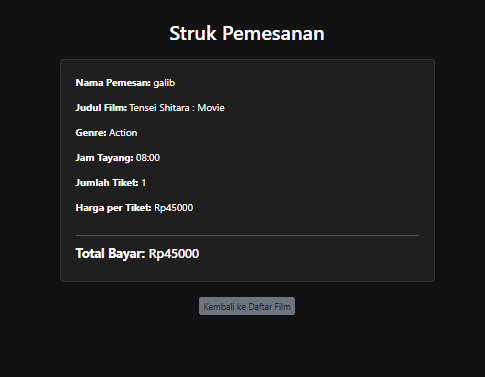 Struk Pemesanan
Nama Pemesan: galib
Judul Film: Tensei Shitara : Movie
Genre: Action
Jam Tayang: 08:00
Jumlah Tiket: 1
Harga per Tiket: Rp45000
Total Bayar: Rp45000
Kembali ke Daftar Film